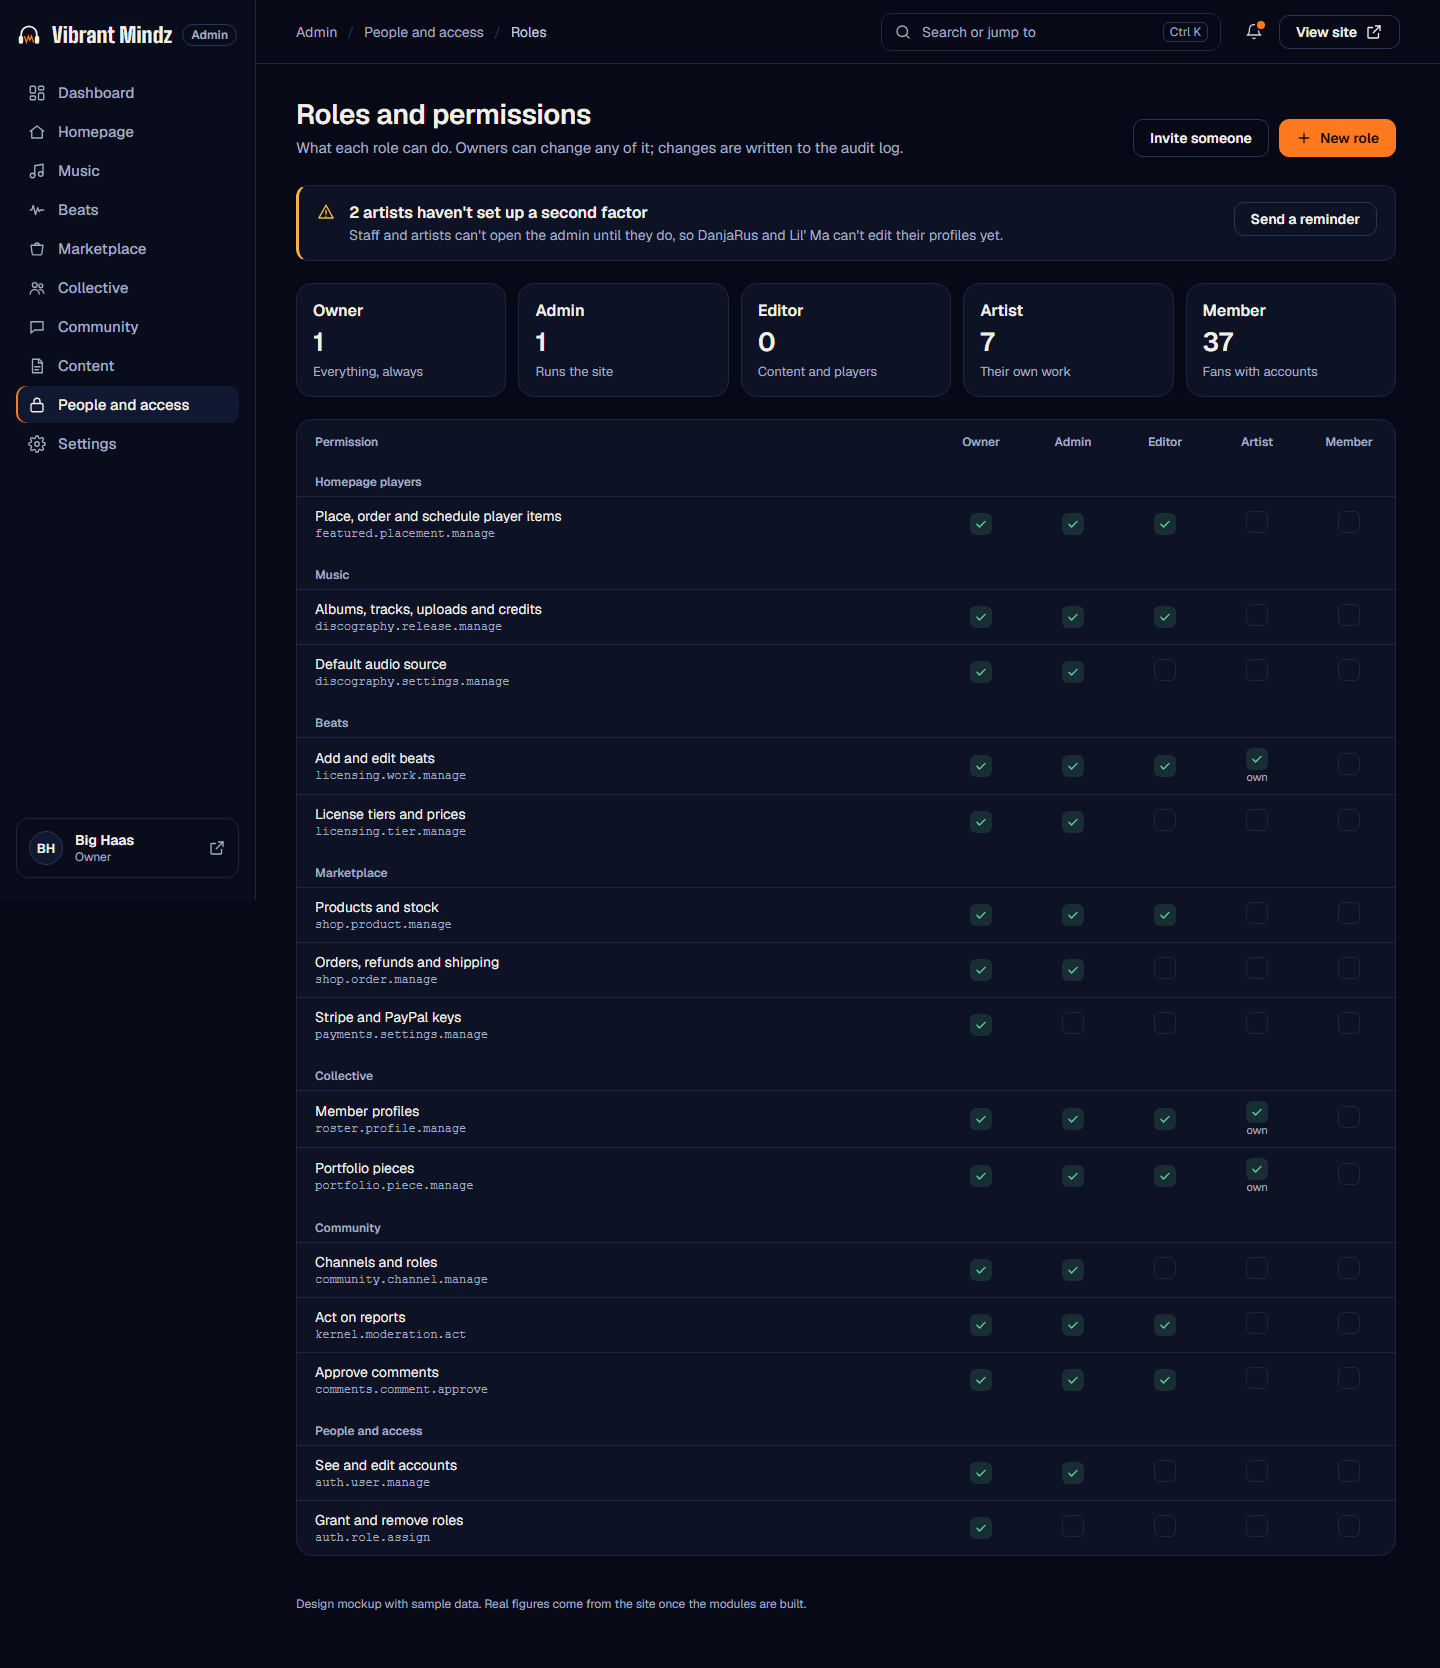 Vibrant Mindz
Admin
Dashboard
Homepage
Music
Beats
Marketplace
Collective
Community
Content
People and access
Settings
BH
Big Haas
Owner
Admin / People and access / Roles
Search or jump to
Ctrl K
View site
Roles and permissions
What each role can do. Owners can change any of it; changes are written to the audit log.
Invite someone
New role
2 artists haven't set up a second factor
Staff and artists can't open the admin until they do, so DanjaRus and Lil' Ma can't edit their profiles yet.
Send a reminder
Owner
1
Everything, always
Admin
1
Runs the site
Editor
0
Content and players
Artist
7
Their own work
Member
37
Fans with accounts
Permission Owner Admin Editor Artist Member
Homepage players
Place, order and schedule player items
featured.placement.manage
Music
Albums, tracks, uploads and credits
discography.release.manage
Default audio source
discography.settings.manage
Beats
Add and edit beats
licensing.work.manage
own
License tiers and prices
licensing.tier.manage
Marketplace
Products and stock
shop.product.manage
Orders, refunds and shipping
shop.order.manage
Stripe and PayPal keys
payments.settings.manage
Collective
Member profiles
roster.profile.manage
own
Portfolio pieces
portfolio.piece.manage
own
Community
Channels and roles
community.channel.manage
Act on reports
kernel.moderation.act
Approve comments
comments.comment.approve
People and access
See and edit accounts
auth.user.manage
Grant and remove roles
auth.role.assign
Design mockup with sample data. Real figures come from the site once the modules are built.